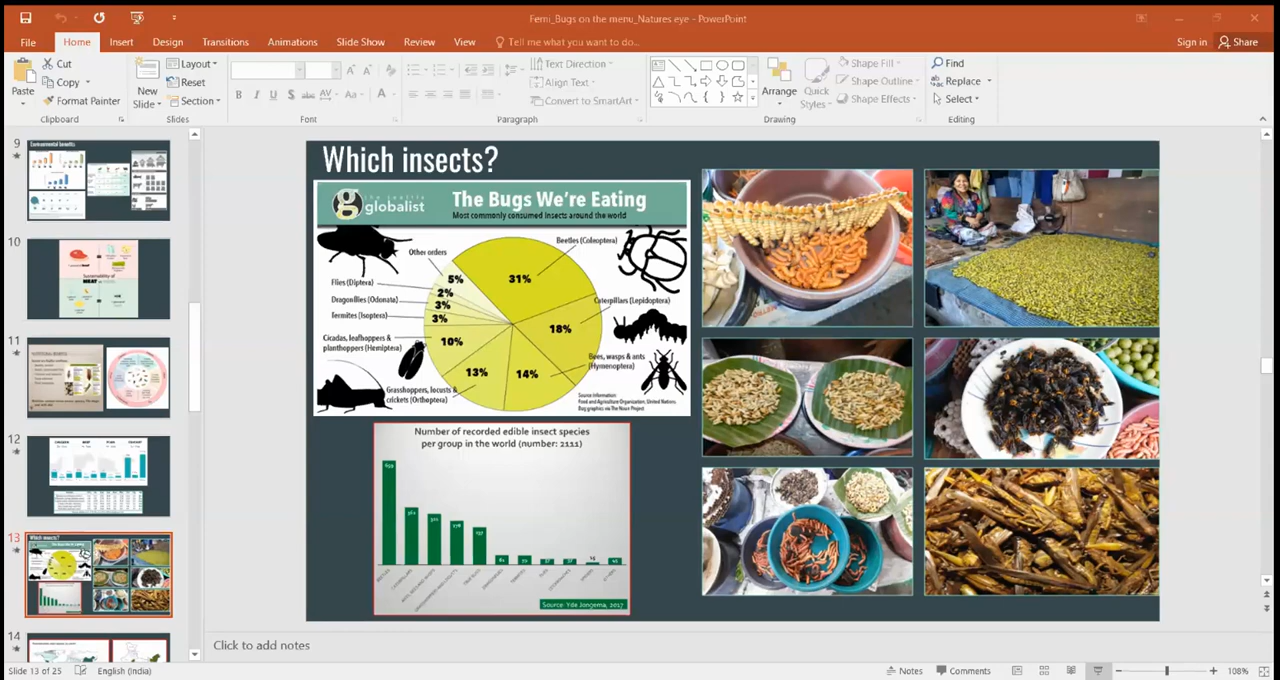 Femi_Bugs on the menu_Natures eye - PowerPoint
File
Home
Insert
Design
Transitions
Animations
Slide Show
Review
View
Tell me what you want to do...
Sign in
Share
Paste
Cut
Copy
Format Painter
Clipboard
New Slide
Layout
Reset
Section
Slides
Font
Text Direction
Align Text
Convert to SmartArt
Paragraph
Arrange
Quick Styles
Shape Fill
Shape Outline
Shape Effects
Drawing
Find
Replace
Select
Editing
9
10
11
12
13
Which insects?
14
Which insects?
the seattle
globalist
The Bugs We're Eating
Most commonly consumed insects around the world
Beetles (Coleoptera)
31%
Caterpillars (Lepidoptera)
18%
Bees, wasps & ants
(Hymenoptera)
14%
Grasshoppers, locusts &
crickets (Orthoptera)
13%
Cicadas, leafhoppers &
planthoppers (Hemiptera)
10%
Termites (Isoptera)
3%
Dragonflies (Odonata)
3%
Flies (Diptera)
2%
Other orders
5%
Source information:
Food and Agriculture Organization, United Nations
Bug graphics via The Noun Project
Number of recorded edible insect species
per group in the world (number: 2111)
Source: Yde Jongema, 2017
Click to add notes
Slide 13 of 25
English (India)
Notes
Comments
108%